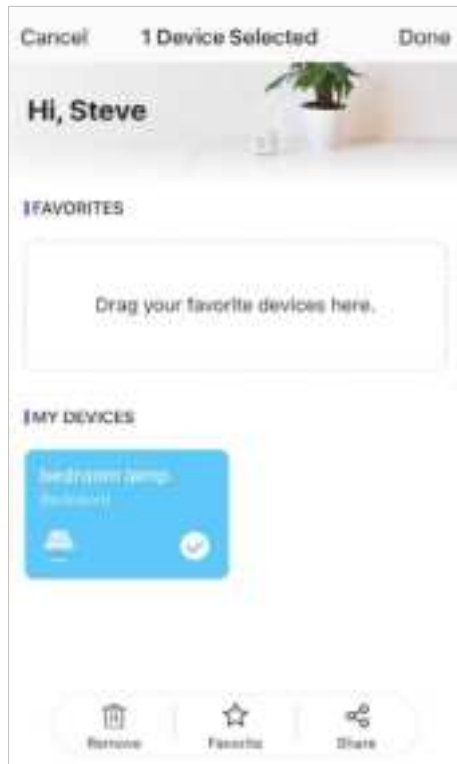 Cancel 1 Device Selected Done
Hi, Steve
FAVORITES
Drag your favorite devices here.
MY DEVICES
bedroom lamp
Bedroom
Remove Favorite Share